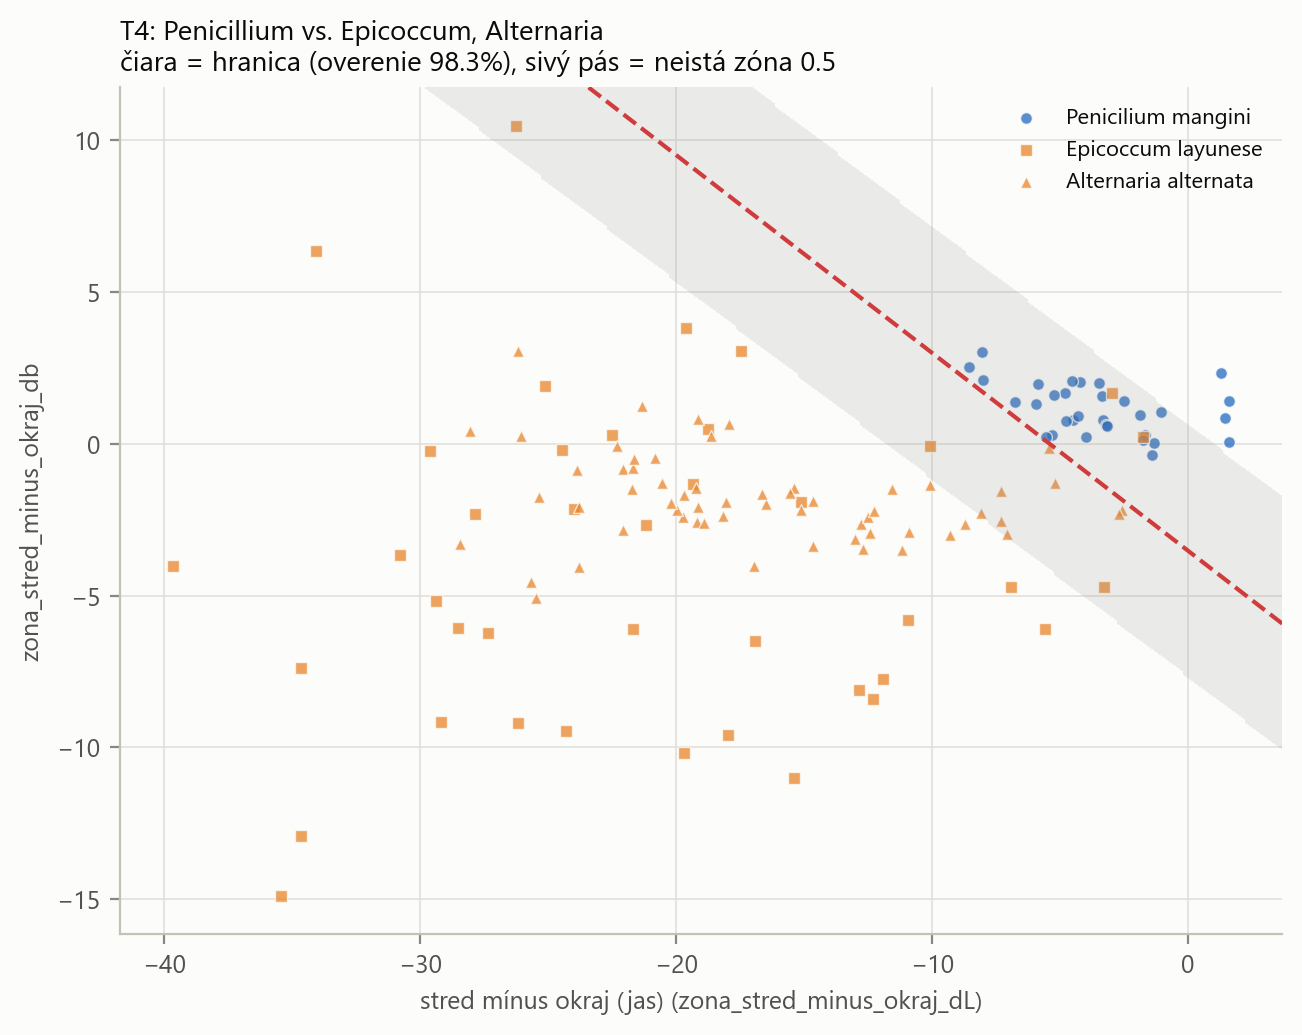 T4: Penicillium vs. Epicoccum, Alternaria
čiara = hranica (overenie 98.3%), sivý pás = neistá zóna 0.5
Penicilium mangini
Epicoccum layunese
Alternaria alternata
10
5
0
−5
−10
−15
zona_stred_minus_okraj_db
−40
−30
−20
−10
0
stred mínus okraj (jas) (zona_stred_minus_okraj_dL)